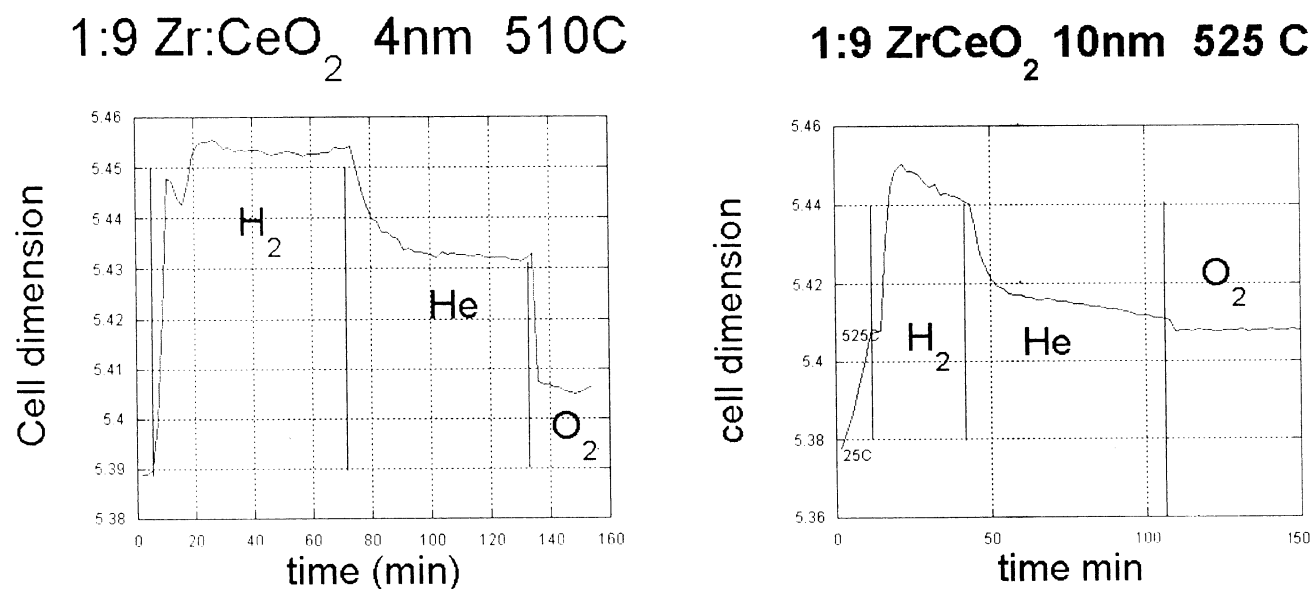 1:9 Zr:CeO₂ 4nm 510C
Cell dimension
5.46
5.45
5.44
5.43
5.42
5.41
5.4
5.39
5.38
H₂
He
O₂
0 20 40 60 80 100 120 140 160
time (min)
1:9 ZrCeO₂ 10nm 525 C
cell dimension
5.46
5.44
5.42
5.4
5.38
5.36
525C
25C
H₂
He
O₂
0 50 100 150
time min